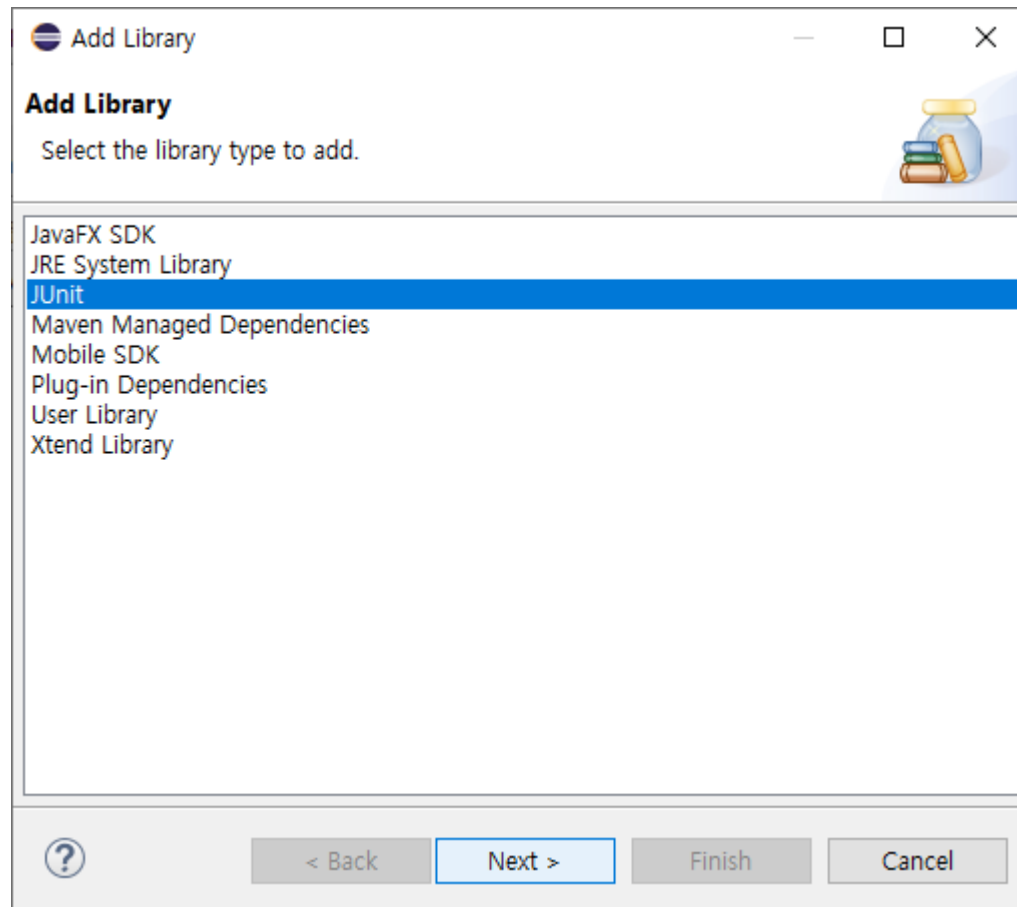 Add Library
Add Library
Select the library type to add.
JavaFX SDK
JRE System Library
JUnit
Maven Managed Dependencies
Mobile SDK
Plug-in Dependencies
User Library
Xtend Library
? < Back Next > Finish Cancel